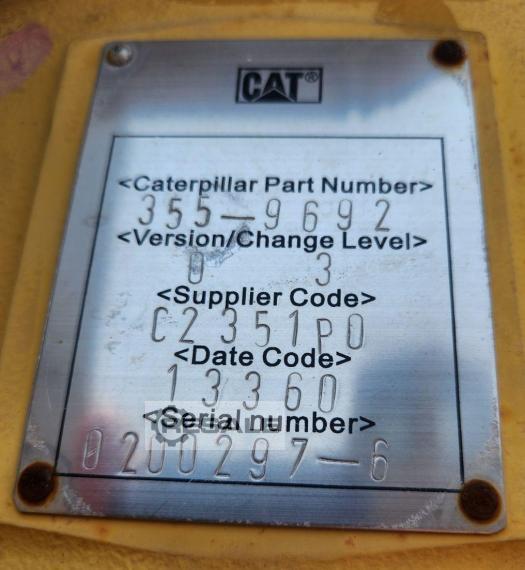 CAT®
<Caterpillar Part Number>
355-9692
<Version/Change Level>
0 3
<Supplier Code>
C2351P0
<Date Code>
13360
<Serial number>
0200297-6